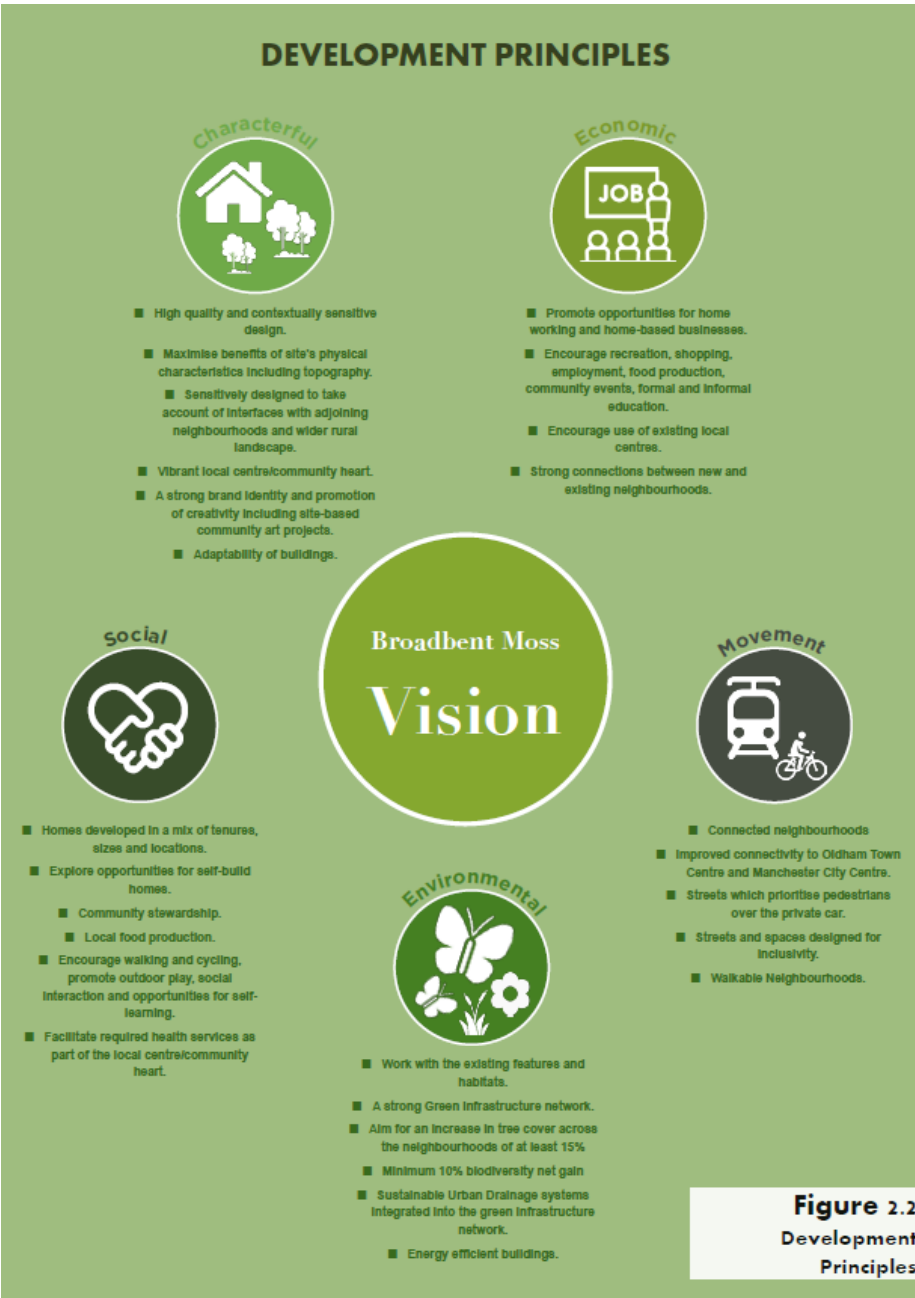 DEVELOPMENT PRINCIPLES
Characterful
■ High quality and contextually sensitive
design.
■ Maximise benefits of site's physical
characteristics including topography.
■ Sensitively designed to take
account of interfaces with adjoining
neighbourhoods and wider rural
landscape.
■ Vibrant local centre/community heart.
■ A strong brand identity and promotion
of creativity including site-based
community art projects.
■ Adaptability of buildings.
Economic
JOB
■ Promote opportunities for home
working and home-based businesses.
■ Encourage recreation, shopping,
employment, food production,
community events, formal and informal
education.
■ Encourage use of existing local
centres.
■ Strong connections between new and
existing neighbourhoods.
Broadbent Moss
Vision
Social
■ Homes developed in a mix of tenures,
sizes and locations.
■ Explore opportunities for self-build
homes.
■ Community stewardship.
■ Local food production.
■ Encourage walking and cycling,
promote outdoor play, social
interaction and opportunities for self-
learning.
■ Facilitate required health services as
part of the local centre/community
heart.
Movement
■ Connected neighbourhoods
■ Improved connectivity to Oldham Town
Centre and Manchester City Centre.
■ Streets which prioritise pedestrians
over the private car.
■ Streets and spaces designed for
inclusivity.
■ Walkable Neighbourhoods.
Environmental
■ Work with the existing features and
habitats.
■ A strong Green Infrastructure network.
■ Aim for an increase in tree cover across
the neighbourhoods of at least 15%
■ Minimum 10% biodiversity net gain
■ Sustainable Urban Drainage systems
integrated into the green infrastructure
network.
■ Energy efficient buildings.
Figure 2.2
Development
Principles